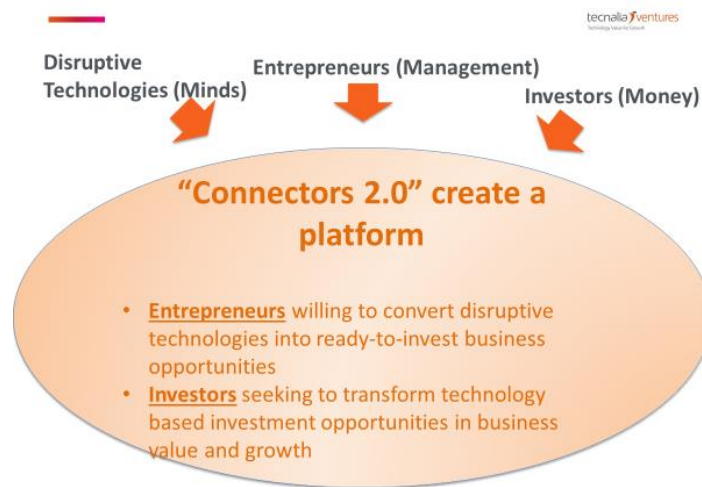 tecnalia ventures
Technology Value for Growth
Disruptive
Technologies (Minds)
Entrepreneurs (Management)
Investors (Money)
“Connectors 2.0” create a
platform
• Entrepreneurs willing to convert disruptive
technologies into ready-to-invest business
opportunities
• Investors seeking to transform technology
based investment opportunities in business
value and growth